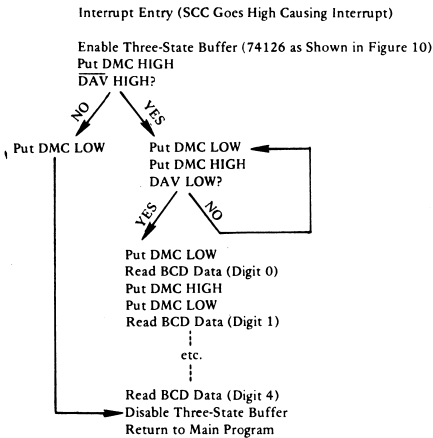 Interrupt Entry (SCC Goes High Causing Interrupt)
Enable Three-State Buffer (74126 as Shown in Figure 10)
Put DMC HIGH
DAV HIGH?
NO
YES
Put DMC LOW
Put DMC LOW
Put DMC HIGH
DAV LOW?
YES
NO
Put DMC LOW
Read BCD Data (Digit 0)
Put DMC HIGH
Put DMC LOW
Read BCD Data (Digit 1)
etc.
Read BCD Data (Digit 4)
Disable Three-State Buffer
Return to Main Program